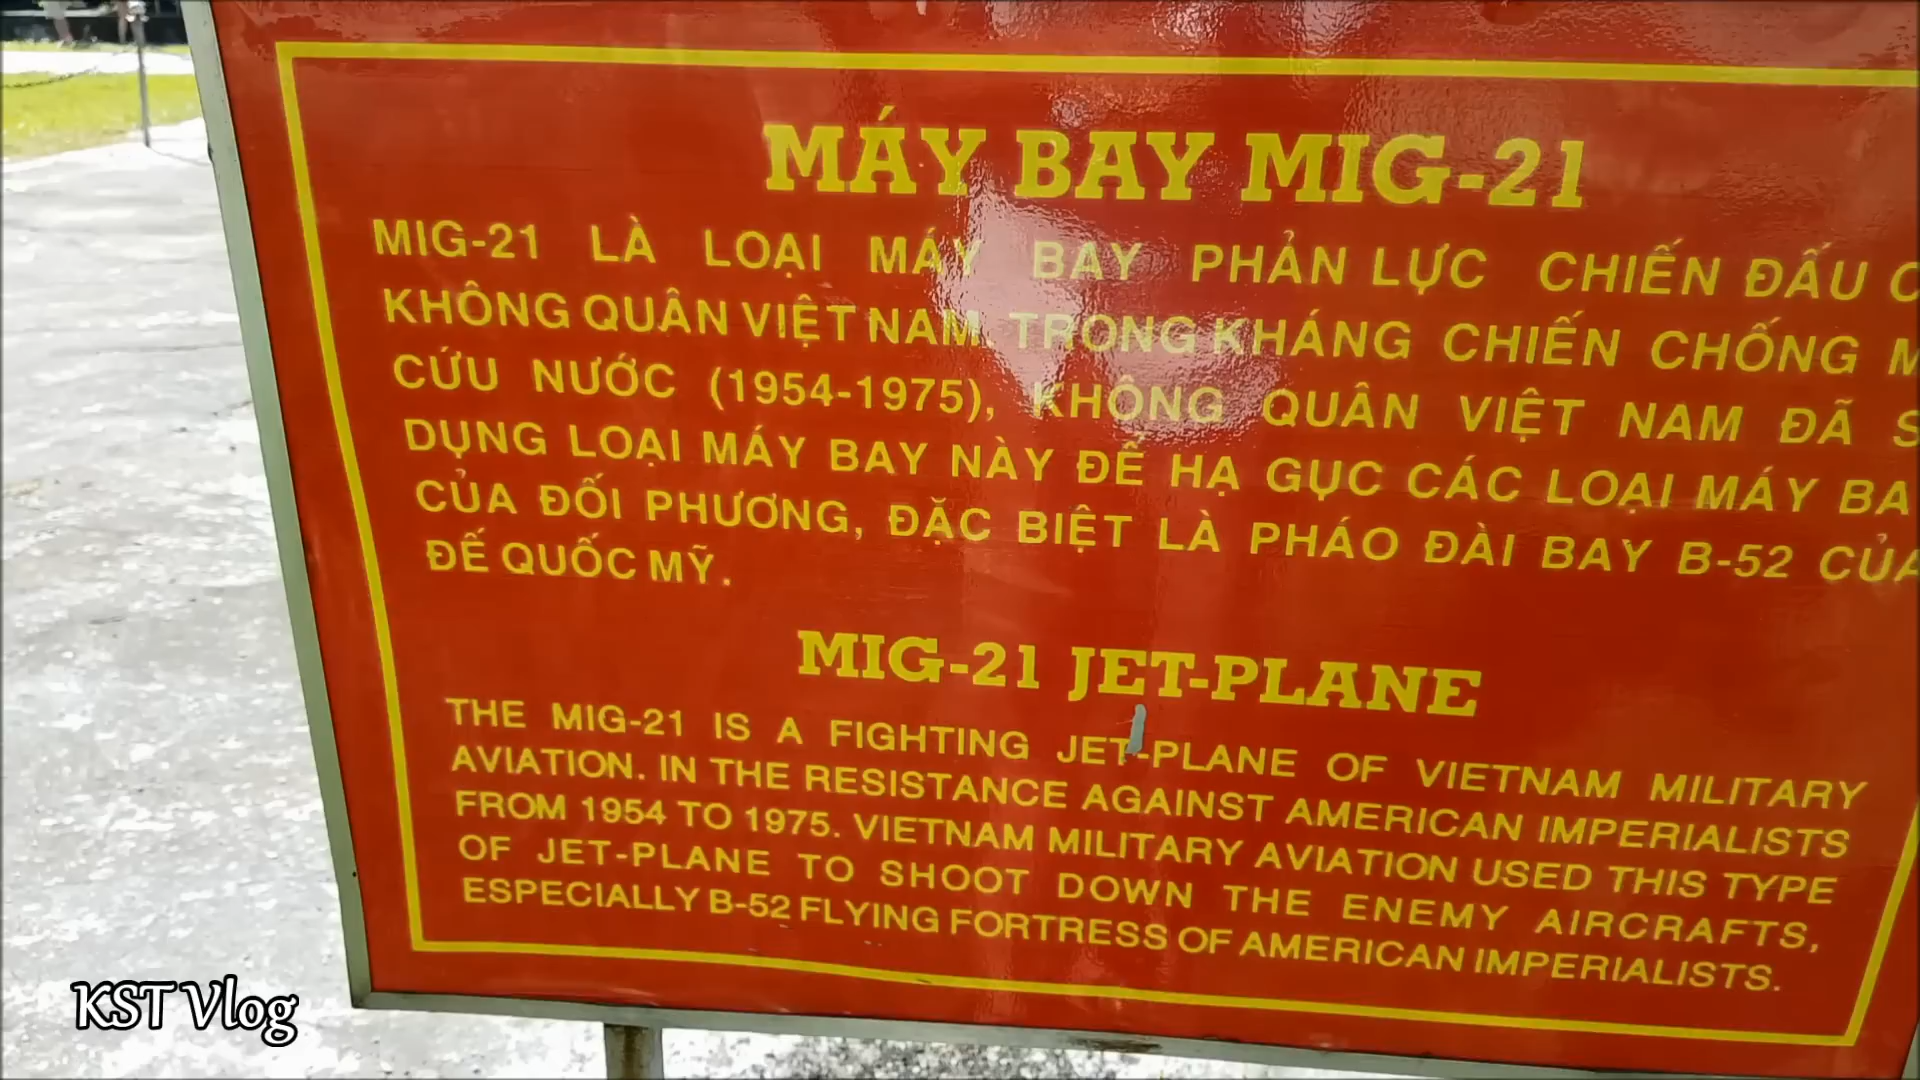 MÁY BAY MIG-21
MIG-21 LÀ LOẠI MÁY BAY PHẢN LỰC CHIẾN ĐẤU
KHÔNG QUÂN VIỆT NAM. TRONG KHÁNG CHIẾN CHỐNG
CỨU NƯỚC (1954-1975), KHÔNG QUÂN VIỆT NAM ĐÃ
DỤNG LOẠI MÁY BAY NÀY ĐỂ HẠ GỤC CÁC LOẠI MÁY BA
CỦA ĐỐI PHƯƠNG, ĐẶC BIỆT LÀ PHÁO ĐÀI BAY B-52 CỦA
ĐẾ QUỐC MỸ.
MIG-21 JET-PLANE
THE MIG-21 IS A FIGHTING JET-PLANE OF VIETNAM MILITARY
AVIATION. IN THE RESISTANCE AGAINST AMERICAN IMPERIALISTS
FROM 1954 TO 1975. VIETNAM MILITARY AVIATION USED THIS TYPE
OF JET-PLANE TO SHOOT DOWN THE ENEMY AIRCRAFTS,
ESPECIALLY B-52 FLYING FORTRESS OF AMERICAN IMPERIALISTS.
KST Vlog